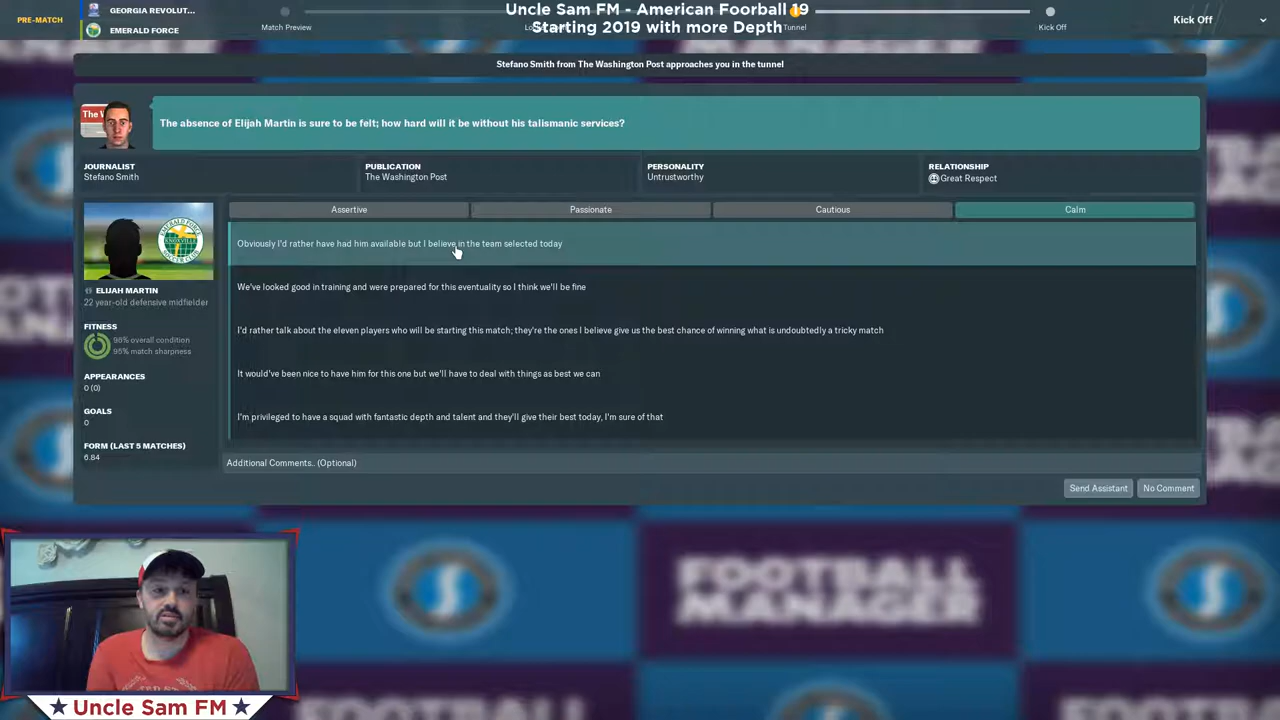 PRE-MATCH
GEORGIA REVOLUT...
EMERALD FORCE
Match Preview
Tunnel
Kick Off
Kick Off
Uncle Sam FM - American Foorball 19
Starting 2019 with more Depth
Stefano Smith from The Washington Post approaches you in the tunnel
The W
The absence of Elijah Martin is sure to be felt; how hard will it be without his talismanic services?
JOURNALIST
Stefano Smith
PUBLICATION
The Washington Post
PERSONALITY
Untrustworthy
RELATIONSHIP
Great Respect
EMERALD FORCE
KNOXVILLE
SOCCER CLUB
ELIJAH MARTIN
22 year-old defensive midfielder
FITNESS
96% overall condition
95% match sharpness
APPEARANCES
0 (0)
GOALS
0
FORM (LAST 5 MATCHES)
6.84
Assertive
Passionate
Cautious
Calm
Obviously I'd rather have had him available but I believe in the team selected today
We've looked good in training and were prepared for this eventuality so I think we'll be fine
I'd rather talk about the eleven players who will be starting this match; they're the ones I believe give us the best chance of winning what is undoubtedly a tricky match
It would've been nice to have him for this one but we'll have to deal with things as best we can
I'm privileged to have a squad with fantastic depth and talent and they'll give their best today, I'm sure of that
Additional Comments.. (Optional)
Send Assistant
No Comment
FOOTBALL
MANAGER
Uncle Sam FM